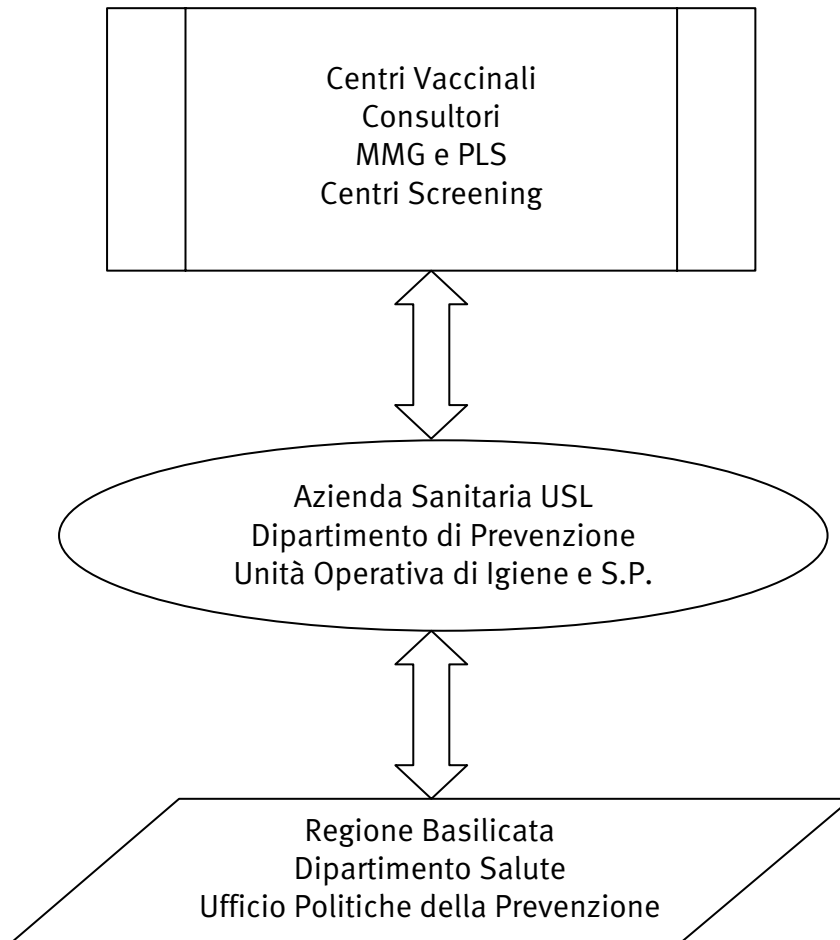 Centri Vaccinali
Consultori
MMG e PLS
Centri Screening
Azienda Sanitaria USL
Dipartimento di Prevenzione
Unità Operativa di Igiene e S.P.
Regione Basilicata
Dipartimento Salute
Ufficio Politiche della Prevenzione